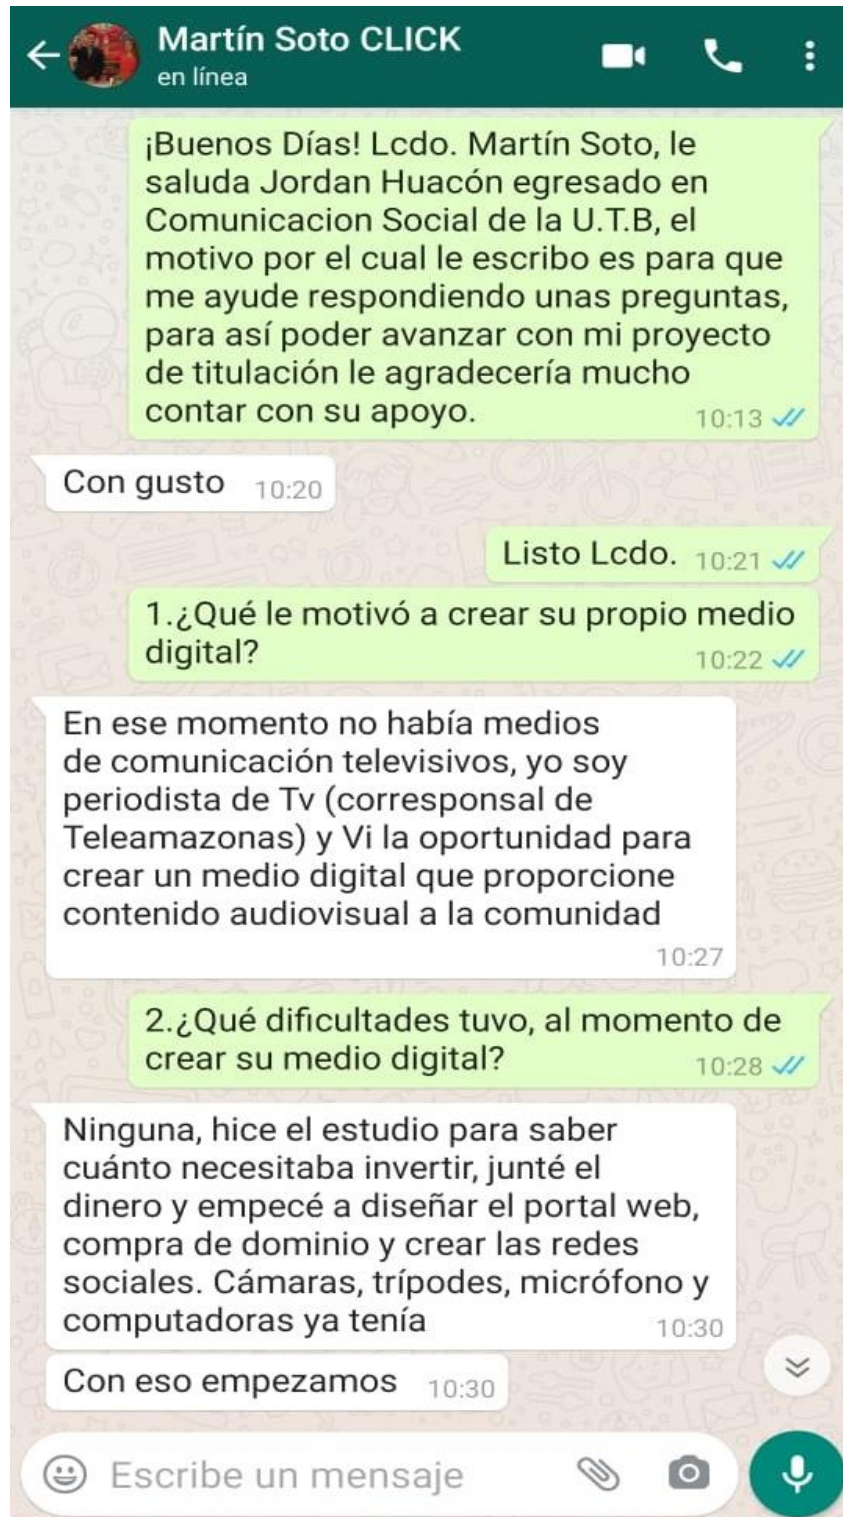 Martín Soto CLICK
en línea
¡Buenos Días! Lcdo. Martín Soto, le
saluda Jordan Huacón egresado en
Comunicacion Social de la U.T.B, el
motivo por el cual le escribo es para que
me ayude respondiendo unas preguntas,
para así poder avanzar con mi proyecto
de titulación le agradecería mucho
contar con su apoyo. 10:13
Con gusto 10:20
Listo Lcdo. 10:21
1.¿Qué le motivó a crear su propio medio
digital? 10:22
En ese momento no había medios
de comunicación televisivos, yo soy
periodista de Tv (corresponsal de
Teleamazonas) y Vi la oportunidad para
crear un medio digital que proporcione
contenido audiovisual a la comunidad
10:27
2.¿Qué dificultades tuvo, al momento de
crear su medio digital? 10:28
Ninguna, hice el estudio para saber
cuánto necesitaba invertir, junté el
dinero y empecé a diseñar el portal web,
compra de dominio y crear las redes
sociales. Cámaras, trípodes, micrófono y
computadoras ya tenía 10:30
Con eso empezamos 10:30
Escribe un mensaje